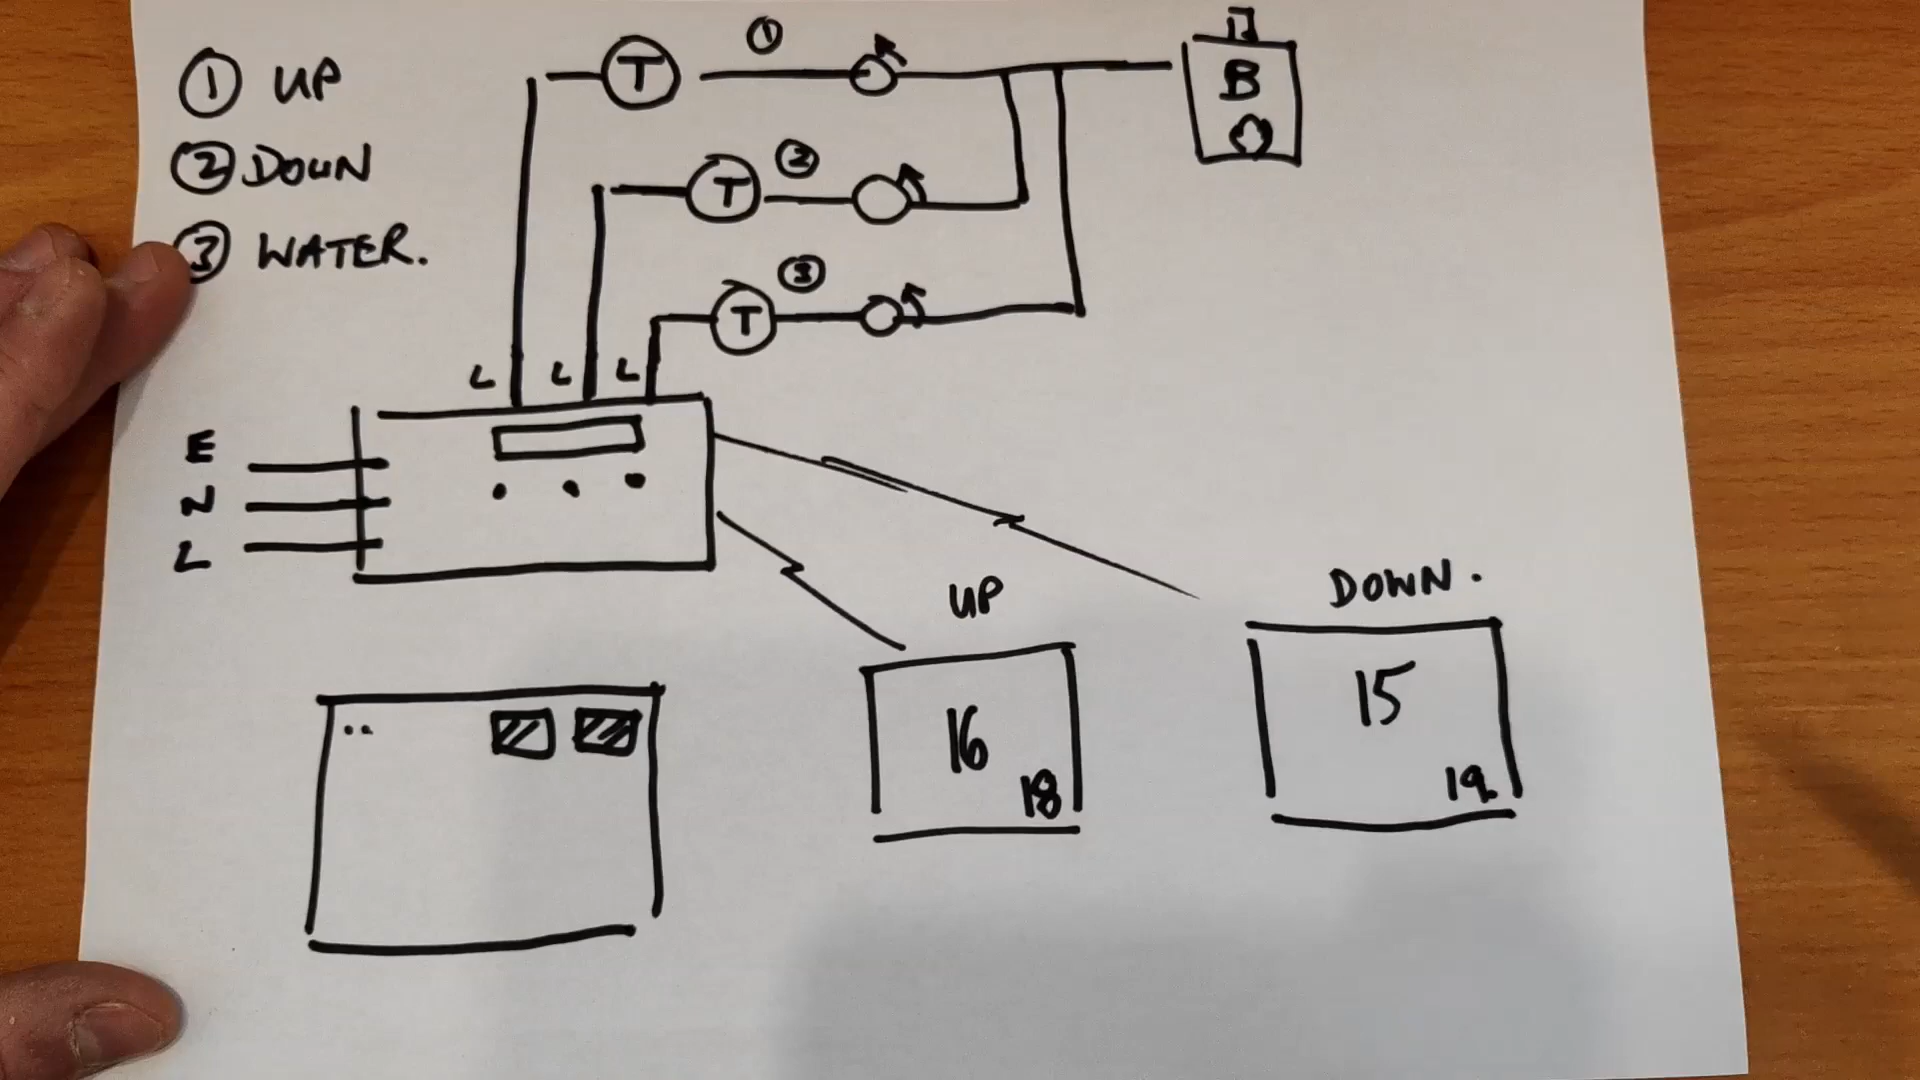 ① UP
② DOWN
③ WATER.
T ① B
T ②
T ③
L L L
E
N
L
UP
16
18
DOWN.
15
19